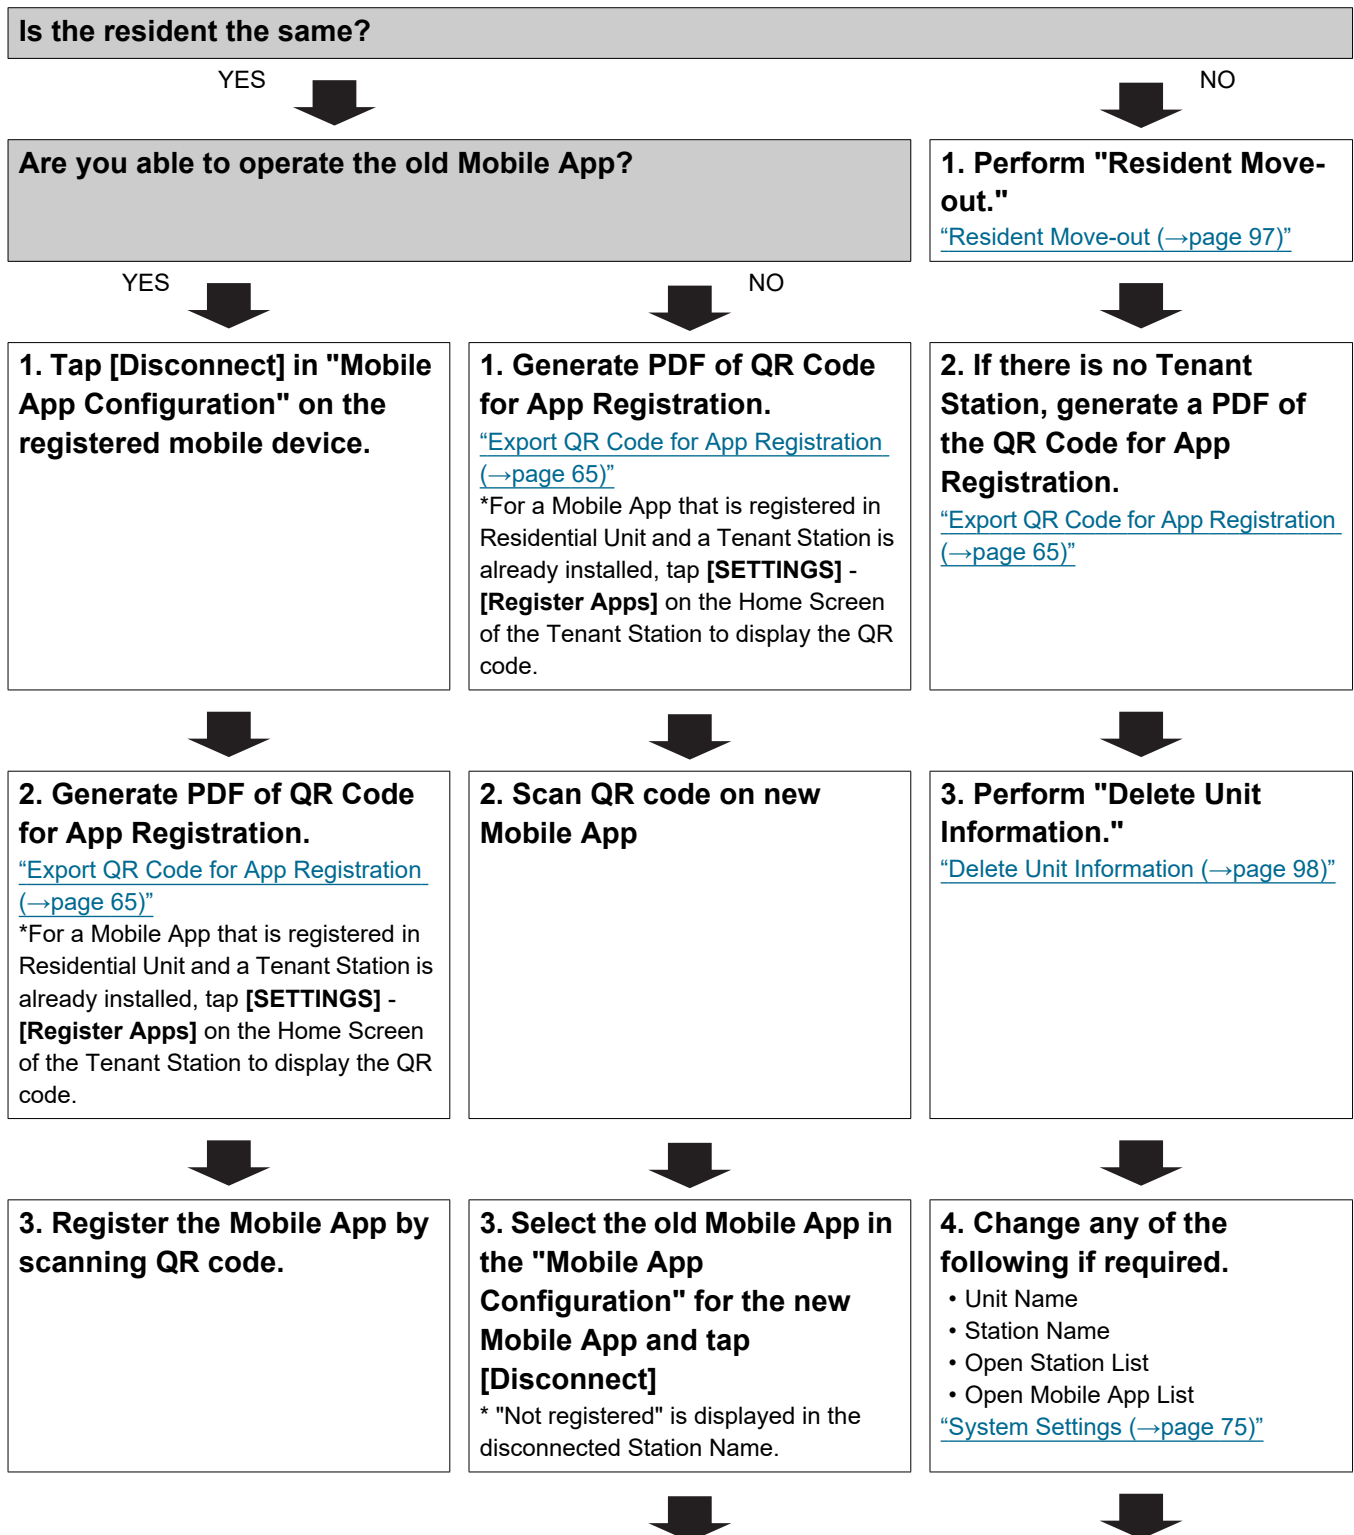 Is the resident the same?
YES
NO
Are you able to operate the old Mobile App?
1. Perform "Resident Move-
out."
“Resident Move-out (→page 97)”
YES
NO
1. Tap [Disconnect] in "Mobile
App Configuration" on the
registered mobile device.
1. Generate PDF of QR Code
for App Registration.
“Export QR Code for App Registration
(→page 65)”
*For a Mobile App that is registered in
Residential Unit and a Tenant Station is
already installed, tap [SETTINGS] -
[Register Apps] on the Home Screen
of the Tenant Station to display the QR
code.
2. If there is no Tenant
Station, generate a PDF of
the QR Code for App
Registration.
“Export QR Code for App Registration
(→page 65)”
2. Generate PDF of QR Code
for App Registration.
“Export QR Code for App Registration
(→page 65)”
*For a Mobile App that is registered in
Residential Unit and a Tenant Station is
already installed, tap [SETTINGS] -
[Register Apps] on the Home Screen
of the Tenant Station to display the QR
code.
2. Scan QR code on new
Mobile App
3. Perform "Delete Unit
Information."
“Delete Unit Information (→page 98)”
3. Register the Mobile App by
scanning QR code.
3. Select the old Mobile App in
the "Mobile App
Configuration" for the new
Mobile App and tap
[Disconnect]
* "Not registered" is displayed in the
disconnected Station Name.
4. Change any of the
following if required.
• Unit Name
• Station Name
• Open Station List
• Open Mobile App List
“System Settings (→page 75)”